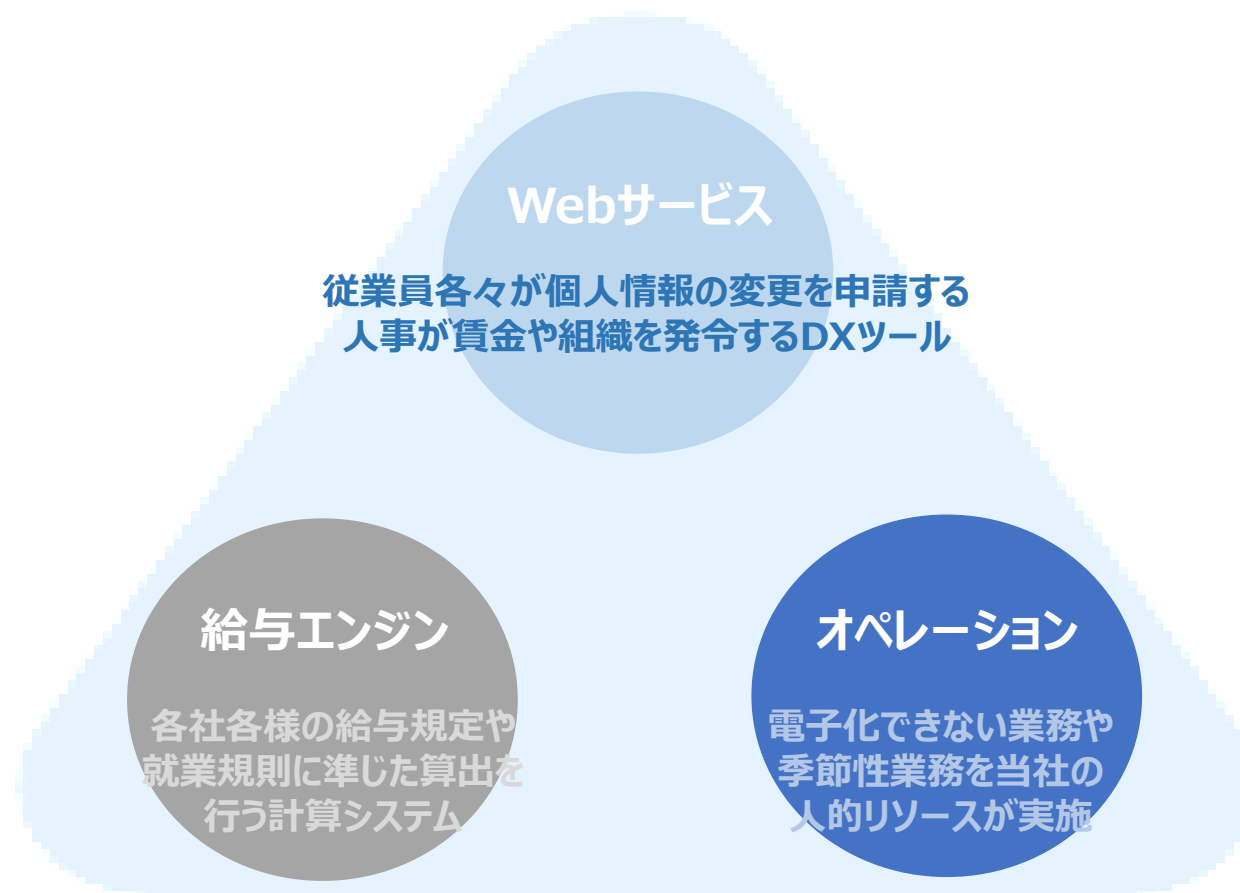 Webサービス
従業員各々が個人情報の変更を申請する
人事が賃金や組織を発令するDXツール
給与エンジン
各社各様の給与規定や
就業規則に準じた算出を
行う計算システム
オペレーション
電子化できない業務や
季節性業務を当社の
人的リソースが実施